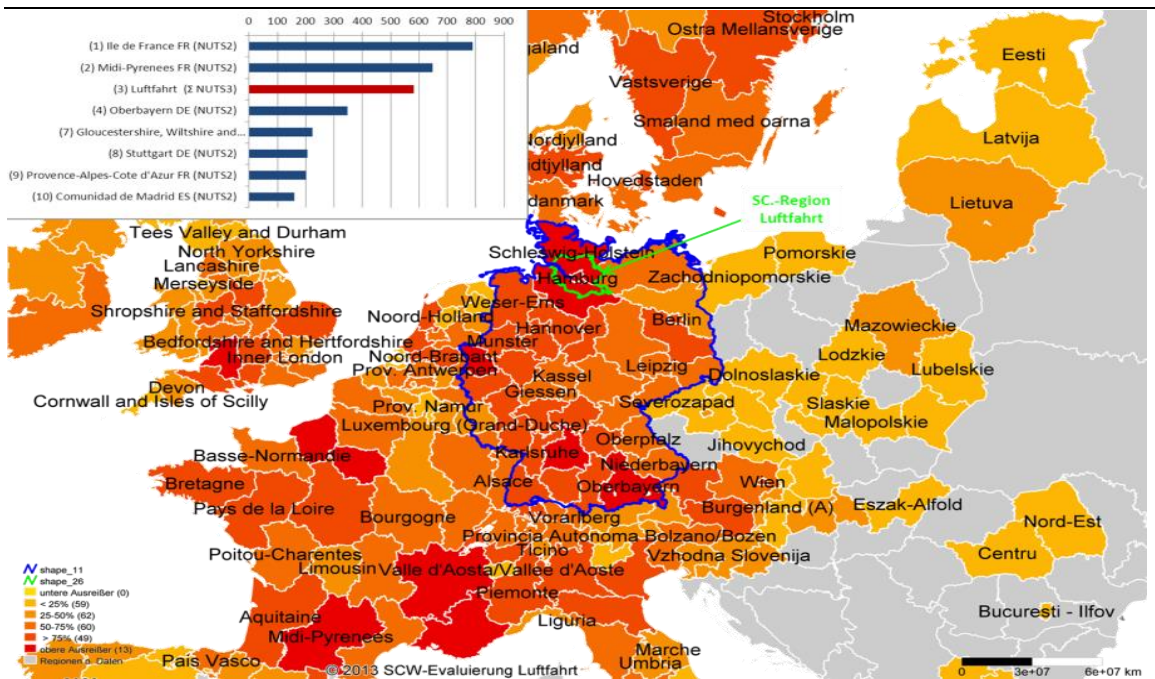 0 100 200 300 400 500 600 700 800 900
(1) Ile de France FR (NUTS2)
(2) Midi-Pyrenees FR (NUTS2)
(3) Luftfahrt (Σ NUTS3)
(4) Oberbayern DE (NUTS2)
(7) Gloucestershire, Wiltshire and...
(8) Stuttgart DE (NUTS2)
(9) Provence-Alpes-Cote d'Azur FR (NUTS2)
(10) Comunidad de Madrid ES (NUTS2)
Stockholm
Ostra Mellansverige
galand
Eesti
Vastsverige
Latvija
Smaland med oarna
Nordjylland
idtjylland
Hovedstaden
danmark
SC.-Region
Luftfahrt
Lietuva
Tees Valley and Durham
North Yorkshire
Lancashire
Merseyside
Schleswig-Holstein
Pomorskie
Hamburg
Zachodniopomorskie
Shropshire and Staffordshire
Weser-Ems
Noord-Holland
Hannover
Berlin
Mazowieckie
Bedfordshire and Hertfordshire
Munster
Inner London
Noord-Brabant
Prov. Antwerpen
Leipzig
Lodzkie
Lubelskie
Devon
Kassel
Dolnoslaskie
Cornwall and Isles of Scilly
Giessen
Prov. Namur
Severozapad
Slaskie
Malopolskie
Luxembourg (Grand-Duche)
Oberpfalz
Jihovychod
Basse-Normandie
Karlsruhe
Niederbayern
Bretagne
Alsace
Oberbayern
Wien
Pays de la Loire
Burgenland (A)
Eszak-Alfold
Bourgogne
Vorarlberg
Nord-Est
Provincia Autonoma Bolzano/Bozen
Poitou-Charentes
Ticino
Vzhodna Slovenija
Centru
Limousin
Valle d'Aosta/Vallee d'Aoste
Piemonte
Aquitaine
Liguria
Bucuresti - Ilfov
Midi-Pyrenees
Marche
Pais Vasco
Umbria
shape_11
shape_26
untere Ausreißer (0)
< 25% (59)
25-50% (62)
50-75% (60)
> 75% (49)
obere Ausreißer (13)
Regionen o. Daten
© 2013 SCW-Evaluierung Luftfahrt
0 3e+07 6e+07 km